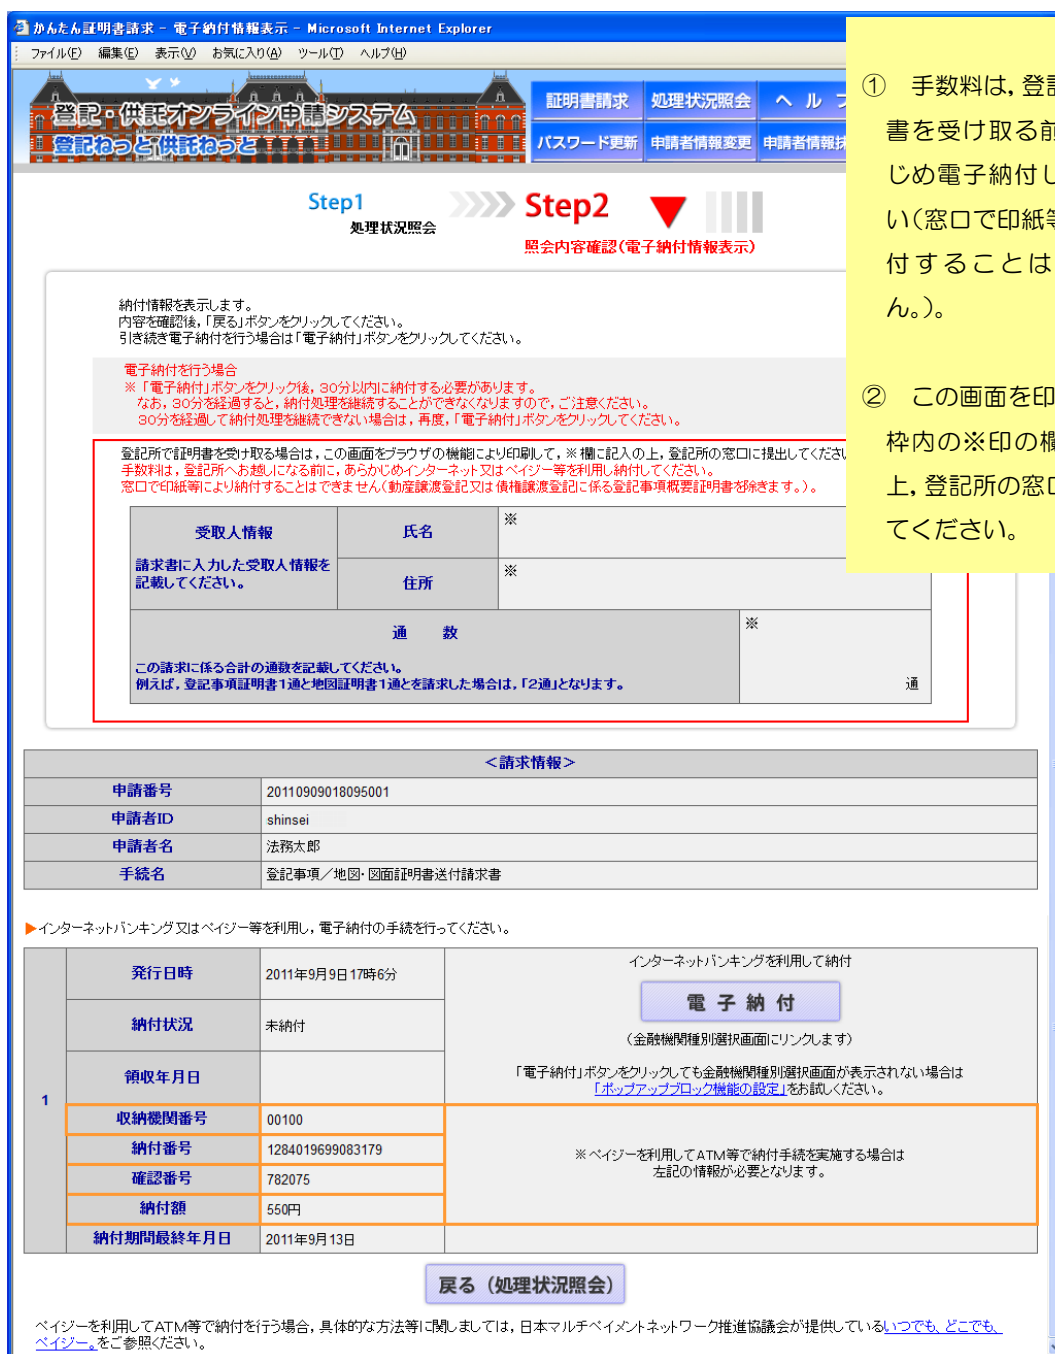 かんたん証明書請求 - 電子納付情報表示 - Microsoft Internet Explorer
ファイル(F) 編集(E) 表示(V) お気に入り(A) ツール(T) ヘルプ(H)
登記・供託オンライン申請システム
登記ねっと供託ねっと
証明書請求 処理状況照会 ヘ ル
パスワード更新 申請者情報変更 申請者情報
Step1
処理状況照会
Step2
照会内容確認(電子納付情報表示)
① 手数料は,登
書を受け取る前
じめ電子納付し
い(窓口で印紙
付することは
ん。)。
② この画面を印
枠内の※印の欄
上,登記所の窓口
てください。
納付情報を表示します。
内容を確認後,「戻る」ボタンをクリックしてください。
引き続き電子納付を行う場合は「電子納付」ボタンをクリックしてください。
電子納付を行う場合
※「電子納付」ボタンをクリック後,30分以内に納付する必要があります。
なお,30分を経過すると,納付処理を継続することができなくなりますので,ご注意ください。
30分を経過して納付処理を継続できない場合は,再度,「電子納付」ボタンをクリックしてください。
登記所で証明書を受け取る場合は,この画面をブラウザの機能により印刷して,※欄に記入の上,登記所の窓口に提出してくださ
手数料は,登記所へお越しになる前に,あらかじめインターネット又はペイジー等を利用し納付してください。
窓口で印紙等により納付することはできません(動産譲渡登記又は債権譲渡登記に係る登記事項概要証明書を除きます。)。
受取人情報
請求書に入力した受取人情報を
記載してください。
氏名 ※
住所 ※
通 数
この請求に係る合計の通数を記載してください。
例えば,登記事項証明書1通と地図証明書1通とを請求した場合は,「2通」となります。
※
通
<請求情報>
申請番号 20110909018095001
申請者ID shinsei
申請者名 法務太郎
手続名 登記事項/地図・図面証明書送付請求書
▶インターネットバンキング又はペイジー等を利用し,電子納付の手続を行ってください。
1
発行日時 2011年9月9日17時6分
納付状況 未納付
領収年月日
インターネットバンキングを利用して納付
電 子 納 付
(金融機関種別選択画面にリンクします)
「電子納付」ボタンをクリックしても金融機関種別選択画面が表示されない場合は
「ポップアップブロック機能の設定」をお試しください。
収納機関番号 00100
納付番号 1284019699083179
確認番号 782075
納付額 550円
※ペイジーを利用してATM等で納付手続を実施する場合は
左記の情報が必要となります。
納付期間最終年月日 2011年9月13日
戻る(処理状況照会)
ペイジーを利用してATM等で納付を行う場合,具体的な方法等に関しましては,日本マルチペイメントネットワーク推進協議会が提供しているいつでも、どこでも、
ペイジー。をご参照ください。